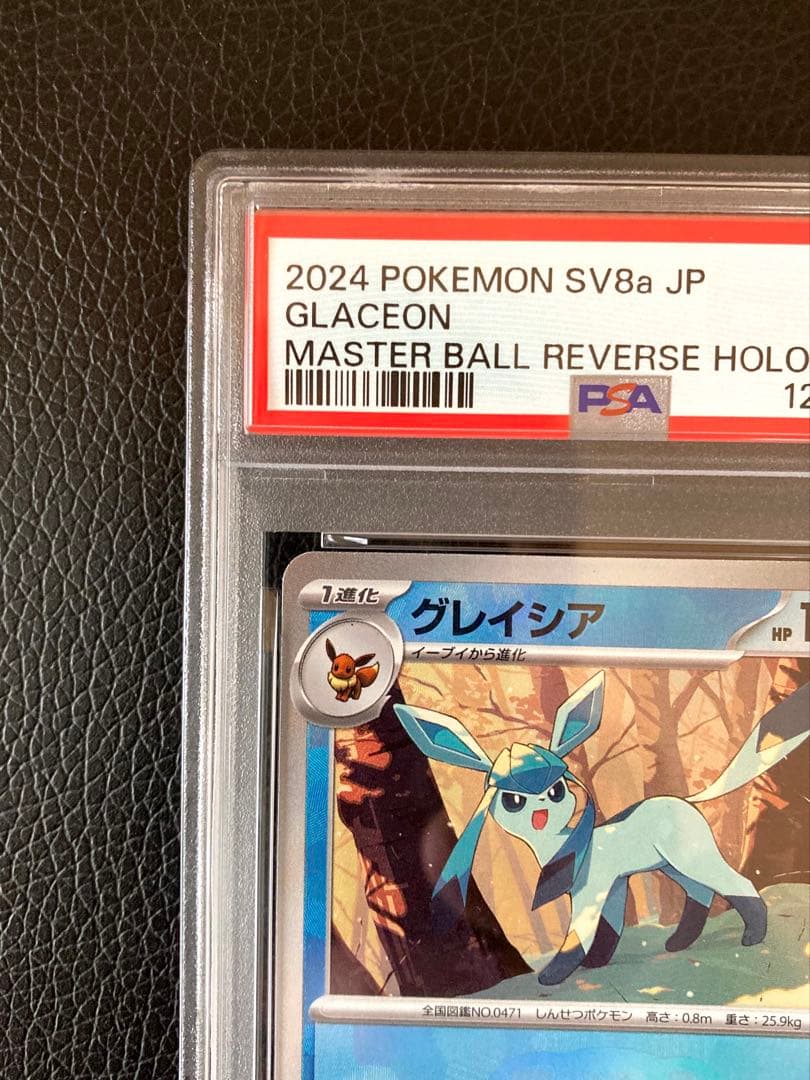 2024 POKEMON SV8a JP
GLACEON
MASTER BALL REVERSE HOLO
12
PSA
1進化
グレイシア
HP 1
イーブイから進化
全国図鑑NO.0471 しんせつポケモン 高さ:0.8m 重さ:25.9kg